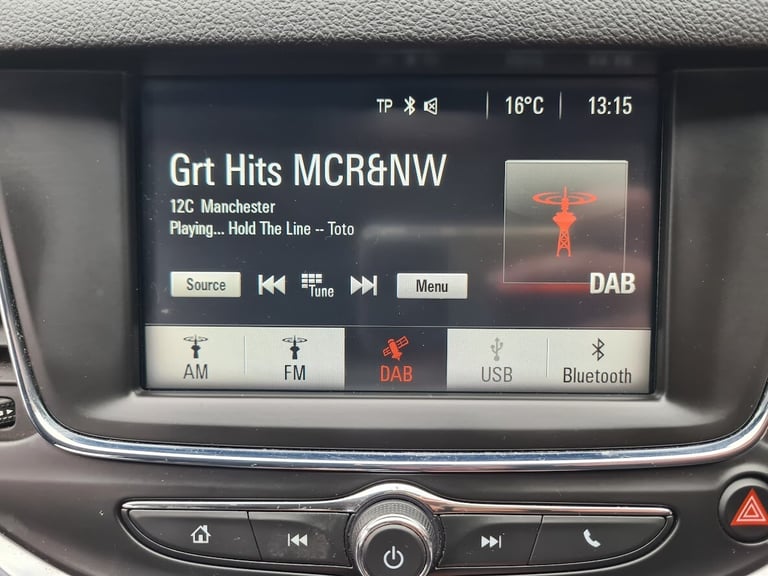 TP 16°C 13:15
Grt Hits MCR&NW
12C Manchester
Playing... Hold The Line -- Toto
DAB
Source Tune Menu
AM FM DAB USB Bluetooth